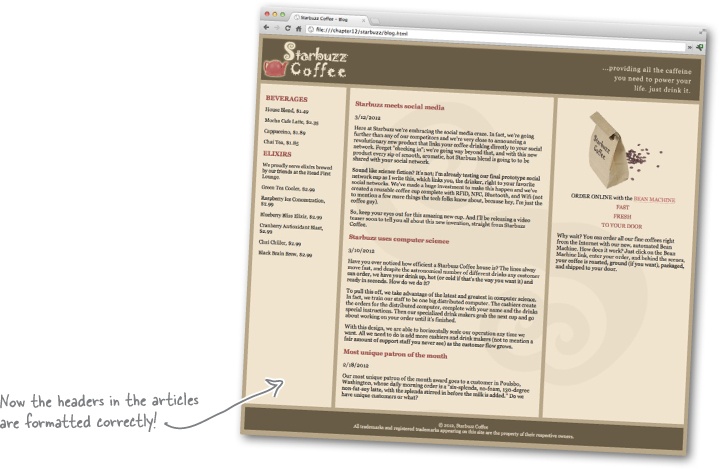 Starbuzz Coffee – Blog
file:///chapter12/starbuzz/blog.html
Starbuzz
Coffee
...providing all the caffeine
you need to power your
life. just drink it.
BEVERAGES
House Blend, $1.49
Mocha Cafe Latte, $2.35
Cappuccino, $1.89
Chai Tea, $1.85
ELIXIRS
We proudly serve elixirs brewed
by our friends at the Head First
Lounge.
Green Tea Cooler, $2.99
Raspberry Ice Concentration,
$2.99
Blueberry Bliss Elixir, $2.99
Cranberry Antioxidant Blast,
$2.99
Chai Chiller, $2.99
Black Brain Brew, $2.99
Starbuzz meets social media
3/12/2012
Here at Starbuzz we're embracing the social media craze. In fact, we're going
further than any of our competitors and we're very close to announcing a
revolutionary new product that links your coffee drinking directly to your social
network. Forget "checking in"; we're going way beyond that, and with this new
product every sip of smooth, aromatic, hot Starbuzz blend is going to to be
shared with your social network.
Sound like science fiction? It's not; I'm already testing our final prototype social
network cup as I write this, which links you, the drinker, right to your favorite
social networks. We've made a huge investment to make this happen and we've
created a reusable coffee cup complete with RFID, NFC, Bluetooth, and Wifi (not
to mention a few more things the tech folks know about, because hey, I'm just the
coffee guy).
So, keep your eyes out for this amazing new cup. And I'll be releasing a video
teaser soon to tell you all about this new invention, straight from Starbuzz
Coffee.
Starbuzz uses computer science
3/10/2012
Have you ever noticed how efficient a Starbuzz Coffee house is? The lines alway
move fast, and despite the astronomical number of different drinks any customer
can order, we have your drink up, hot (or cold if that's the way you want it) and
ready in seconds. How do we do it?
To pull this off, we take advantage of the latest and greatest in computer science.
In fact, we train our staff to be one big distributed computer. The cashiers create
the orders for the distributed computer, complete with your name and the drinks
special instructions. Then our specialized drink makers grab the next cup and go
about working on your order until it's finished.
With this design, we are able to horizontally scale our operation any time we
want. All we need to do is add more cashiers and drink makers (not to mention a
fair amount of support staff you never see) as the customer flow grows.
Most unique patron of the month
2/18/2012
Our most unique patron of the month award goes to a customer in Poulsbo,
Washington, whose daily morning order is a "six-splenda, no-foam, 130-degree
non-fat soy latte, with the splenda stirred in before the milk is added." Do we
have unique customers or what?
Starbuzz
Coffee
ORDER ONLINE with the BEAN MACHINE
FAST
FRESH
TO YOUR DOOR
Why wait? You can order all our fine coffees right
from the Internet with our new, automated Bean
Machine. How does it work? Just click on the Bean
Machine link, enter your order, and behind the scenes,
your coffee is roasted, ground (if you want), packaged,
and shipped to your door.
© 2012, Starbuzz Coffee
All trademarks and registered trademarks appearing on this site are the property of their respective owners.
Now the headers in the articles
are formatted correctly!